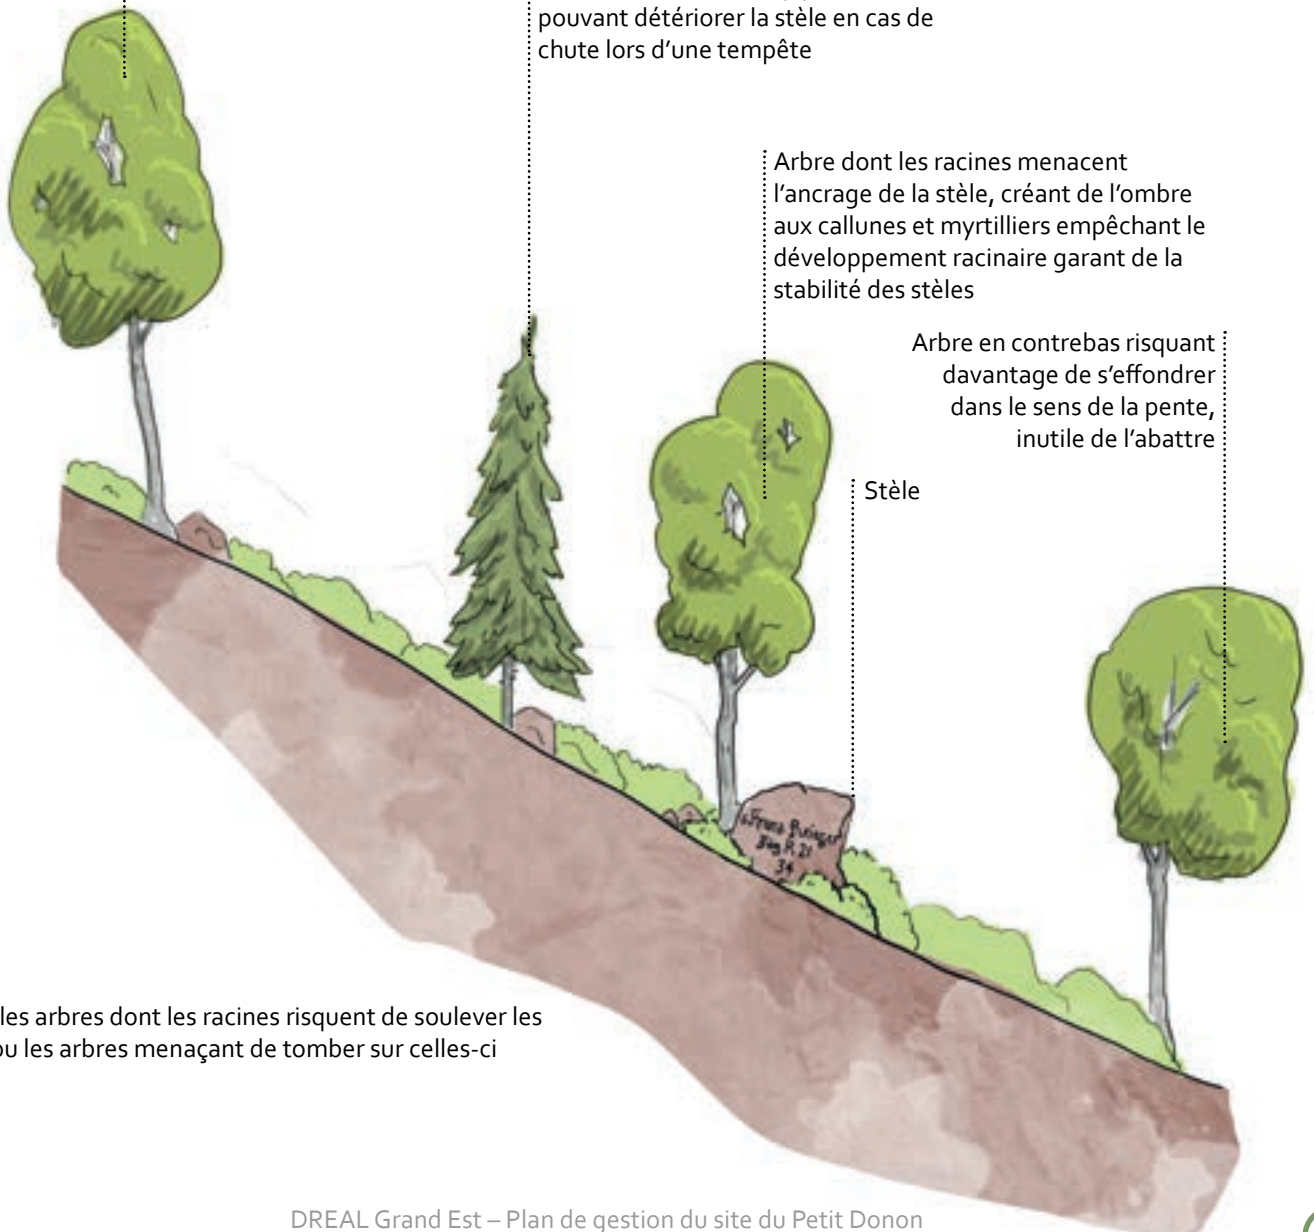 pouvant détériorer la stèle en cas de
chute lors d'une tempête
Arbre dont les racines menacent
l'ancrage de la stèle, créant de l'ombre
aux callunes et myrtilliers empêchant le
développement racinaire garant de la
stabilité des stèles
Arbre en contrebas risquant
davantage de s'effondrer
dans le sens de la pente,
inutile de l'abattre
Stèle
R. 21
34
les arbres dont les racines risquent de soulever les
ou les arbres menaçant de tomber sur celles-ci
DREAL Grand Est – Plan de gestion du site du Petit Donon